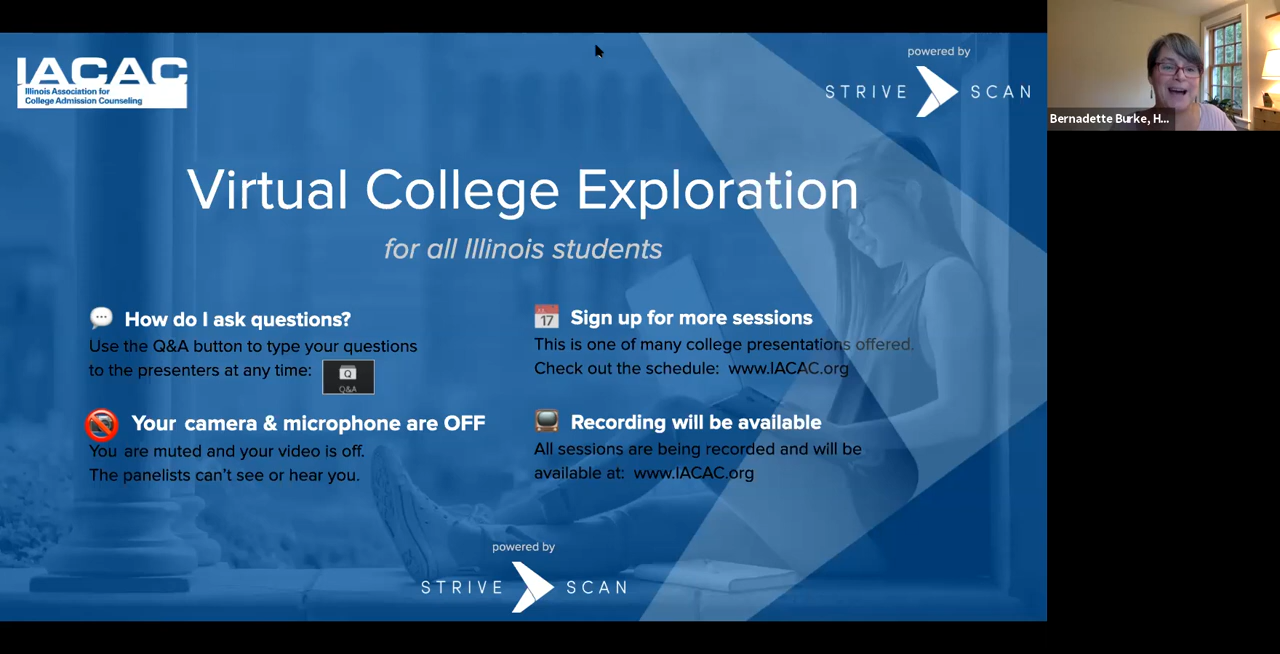 IACAC
Illinois Association for
College Admission Counseling
powered by
STRIVE SCAN
Bernadette Burke, H...
Virtual College Exploration
for all Illinois students
How do I ask questions?
Use the Q&A button to type your questions
to the presenters at any time:
Q
Q&A
17
Sign up for more sessions
This is one of many college presentations offered.
Check out the schedule: www.IACAC.org
Your camera & microphone are OFF
You are muted and your video is off.
The panelists can't see or hear you.
Recording will be available
All sessions are being recorded and will be
available at: www.IACAC.org
powered by
STRIVE SCAN